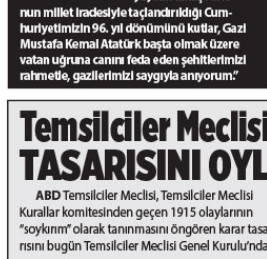 nun millet iradesiyle taçlandırıldığı Cum-
huriyetimizin 96. yıl dönümünü kutlar, Gazi
Mustafa Kemal Atatürk başta olmak üzere
vatan uğruna canını feda eden şehitlerimizi
rahmetle, gazilerimizi saygıyla anıyorum."
Temsilciler Meclisi
TASARISINI OYL
ABD Temsilciler Meclisi, Temsilciler Meclisi
Kurallar komitesinden geçen 1915 olaylarının
"soykırım" olarak tanınmasını öngören karar tasa
rısını bugün Temsilciler Meclisi Genel Kurulu'nda